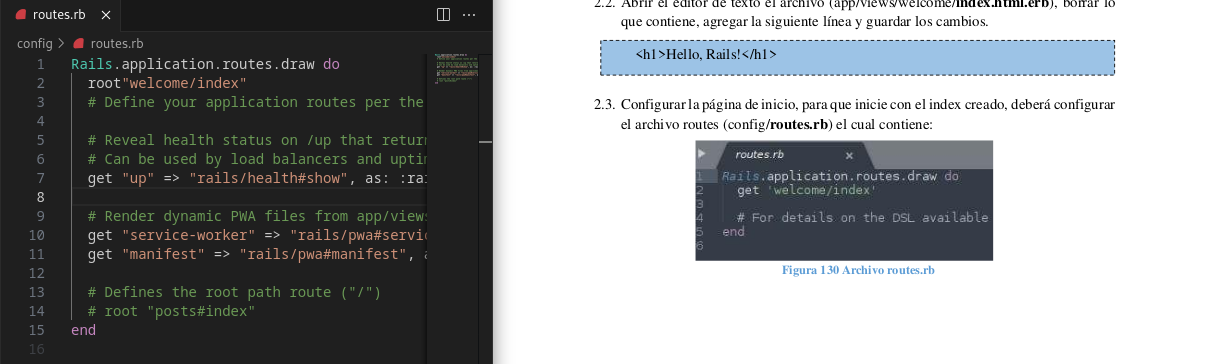 routes.rb
config > routes.rb
1 Rails.application.routes.draw do
2 root"welcome/index"
3 # Define your application routes per the
4
5 # Reveal health status on /up that return
6 # Can be used by load balancers and uptim
7 get "up" => "rails/health#show", as: :rai
8
9 # Render dynamic PWA files from app/views
10 get "service-worker" => "rails/pwa#servic
11 get "manifest" => "rails/pwa#manifest", a
12
13 # Defines the root path route ("/")
14 # root "posts#index"
15 end
16
2.2. Abrir el editor de texto el archivo (app/views/welcome/index.html.erb), borrar lo
que contiene, agregar la siguiente línea y guardar los cambios.
<h1>Hello, Rails!</h1>
2.3. Configurar la página de inicio, para que inicie con el index creado, deberá configurar
el archivo routes (config/routes.rb) el cual contiene:
routes.rb
1 Rails.application.routes.draw do
2 get 'welcome/index'
3
4 # For details on the DSL available
5 end
6
Figura 130 Archivo routes.rb